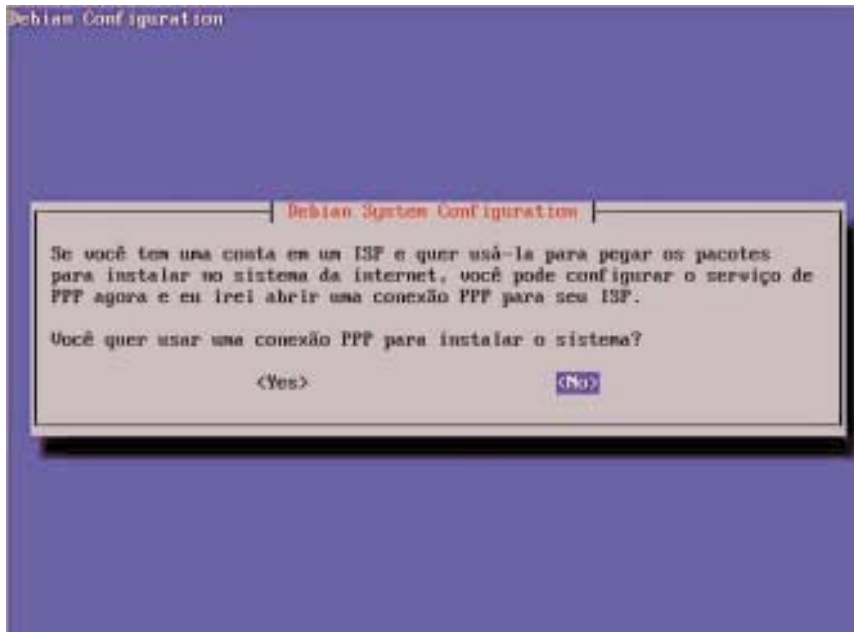 Debian Configuration
Debian System Configuration
Se você tem uma conta em um ISP e quer usá-la para pegar os pacotes
para instalar no sistema da internet, você pode configurar o serviço de
PPP agora e eu irei abrir uma conexão PPP para seu ISP.
Você quer usar uma conexão PPP para instalar o sistema?
<Yes> <No>